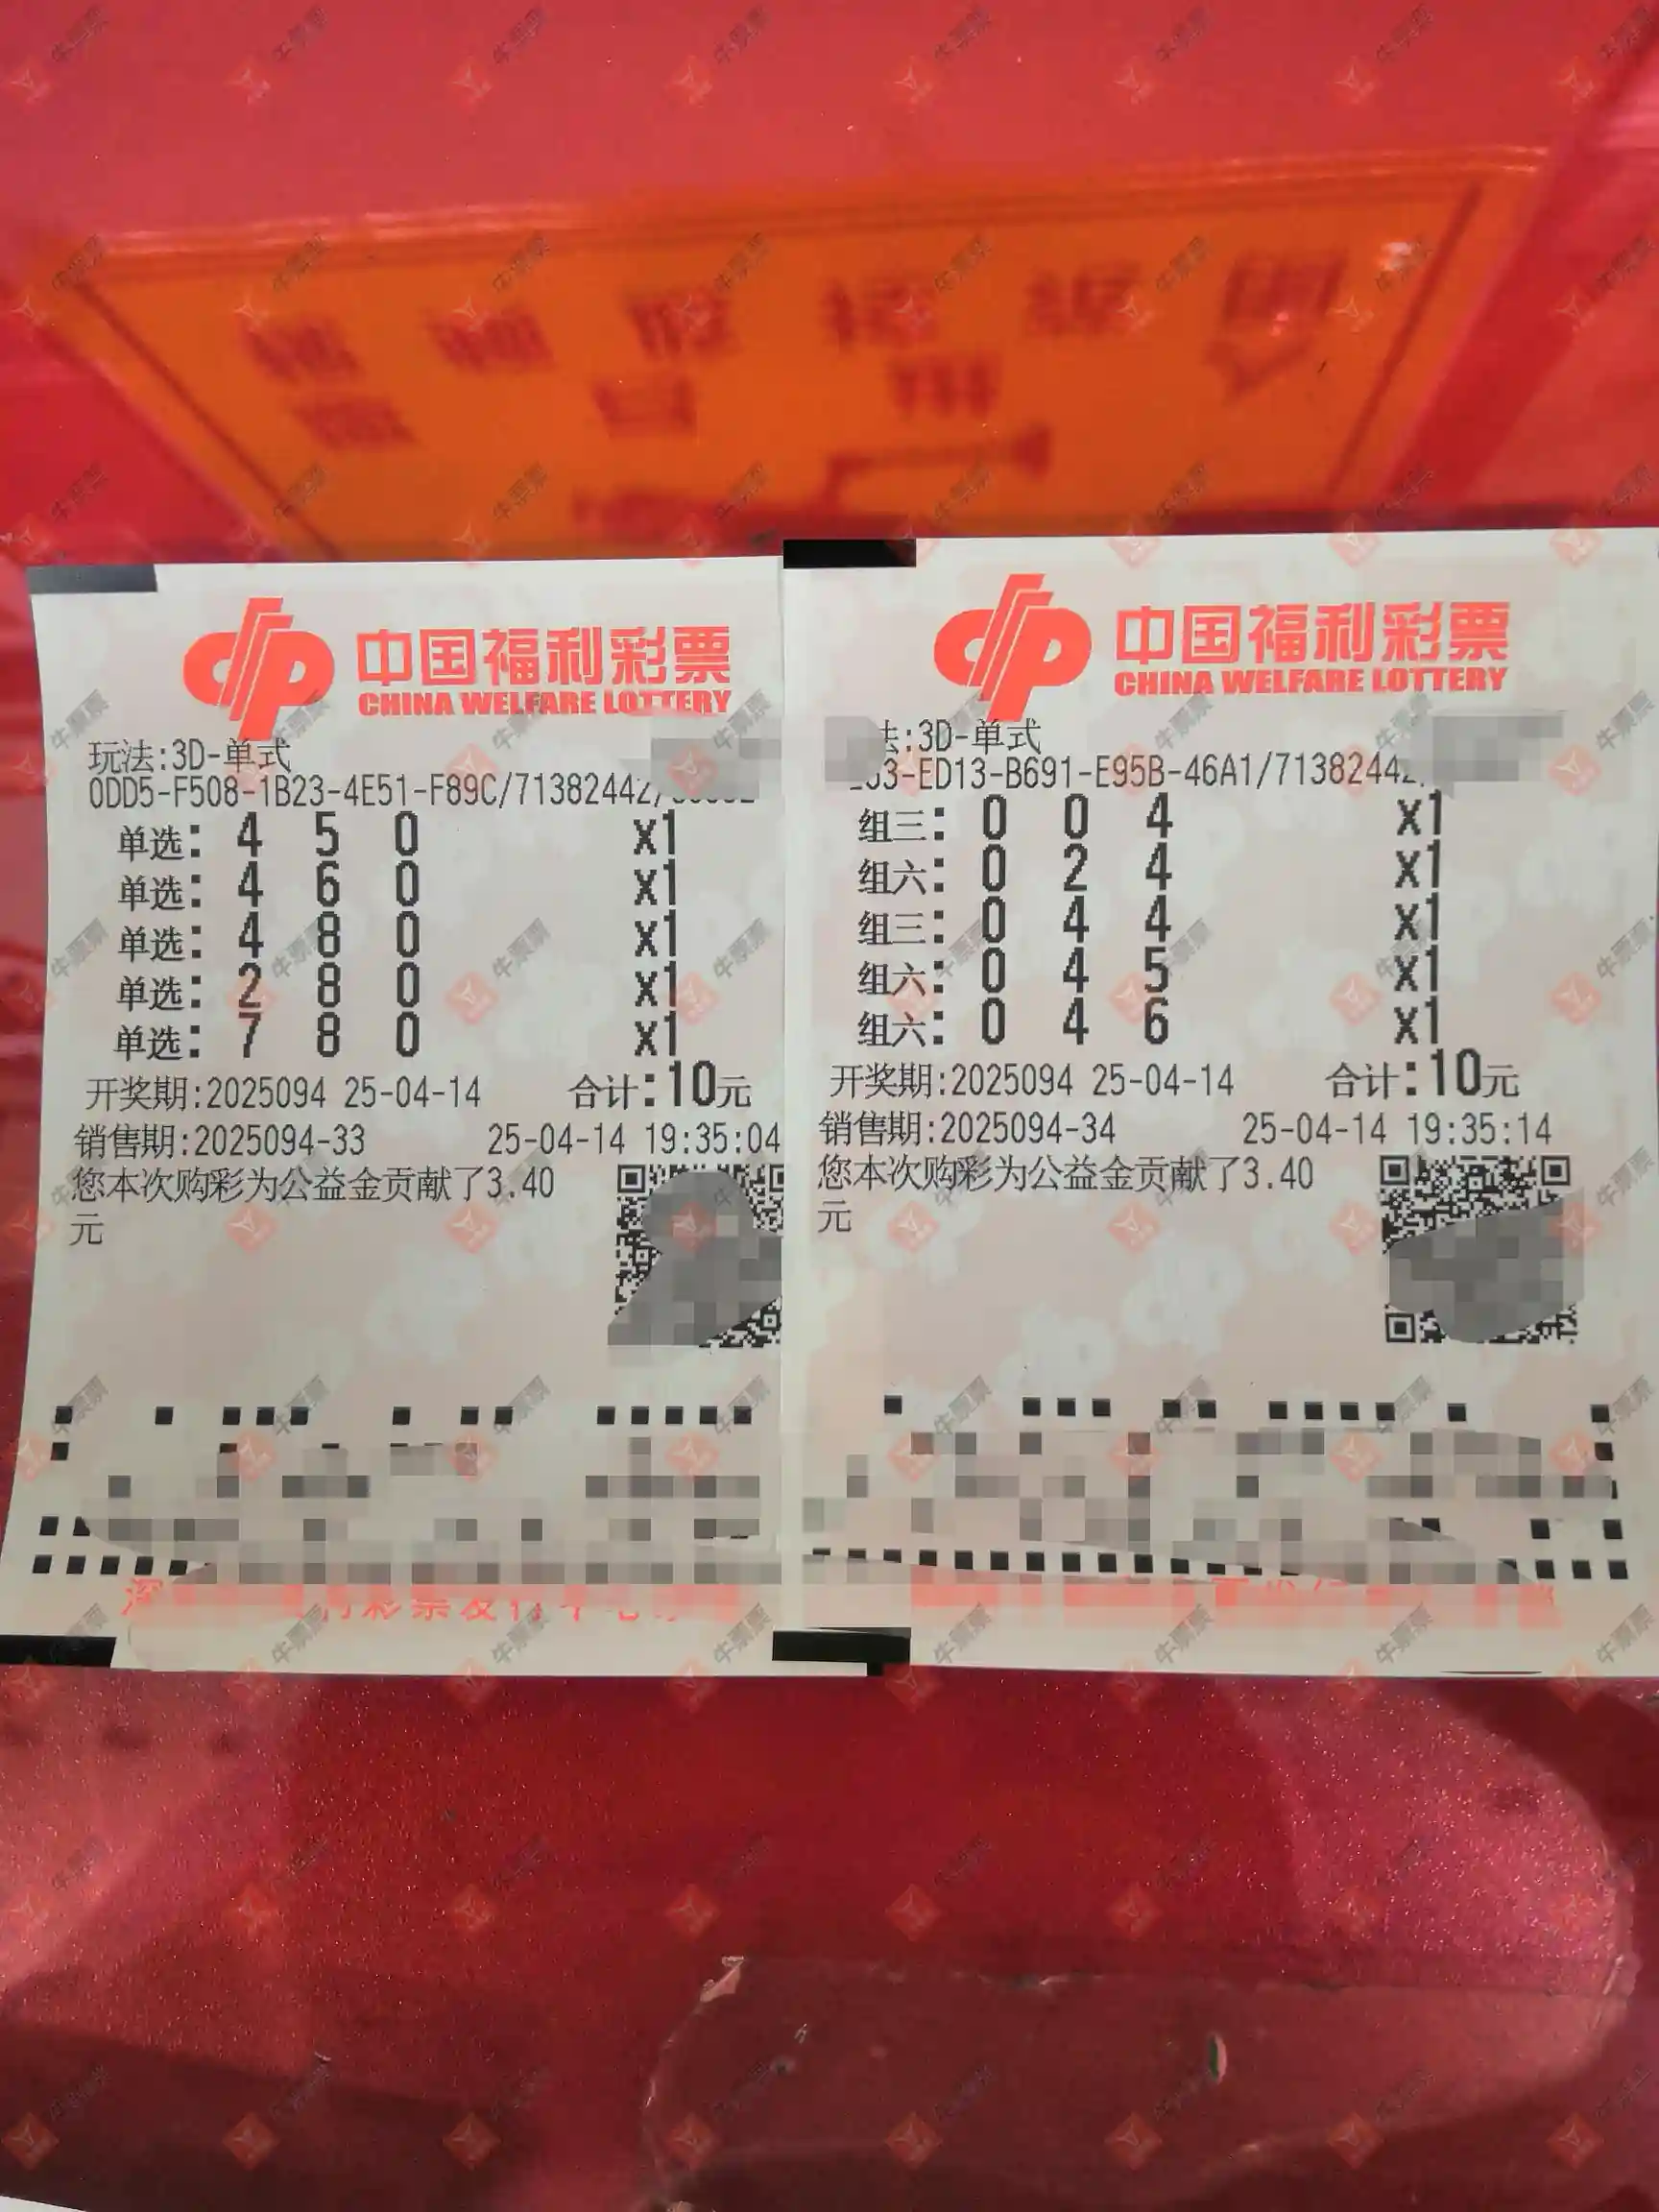 中国福利彩票
CHINA WELFARE LOTTERY
玩法:3D-单式
0DD5-F508-1B23-4E51-F89C/71382442/
单选: 4 5 0 x1
单选: 4 6 0 x1
单选: 4 8 0 x1
单选: 2 8 0 x1
单选: 7 8 0 x1
开奖期:2025094 25-04-14 合计:10元
销售期:2025094-33 25-04-14 19:35:04
您本次购彩为公益金贡献了3.40
元
中国福利彩票
CHINA WELFARE LOTTERY
法:3D-单式
-ED13-B691-E95B-46A1/7138244
组三: 0 0 4 x1
组六: 0 2 4 x1
组三: 0 4 4 x1
组六: 0 4 5 x1
组六: 0 4 6 x1
开奖期:2025094 25-04-14 合计:10元
销售期:2025094-34 25-04-14 19:35:14
您本次购彩为公益金贡献了3.40
元
牛票票